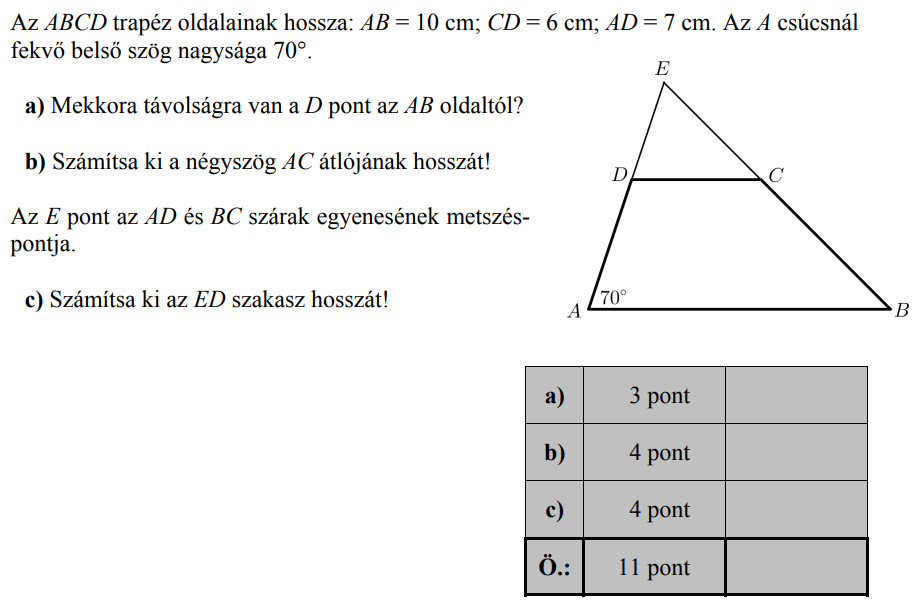 Az ABCD trapéz oldalainak hossza: AB = 10 cm; CD = 6 cm; AD = 7 cm. Az A csúcsnál
fekvő belső szög nagysága 70°.
a) Mekkora távolságra van a D pont az AB oldaltól?
b) Számítsa ki a négyszög AC átlójának hosszát!
Az E pont az AD és BC szárak egyenesének metszés-
pontja.
c) Számítsa ki az ED szakasz hosszát!
E
D
C
70°
A
B
a) 3 pont
b) 4 pont
c) 4 pont
Ö.: 11 pont